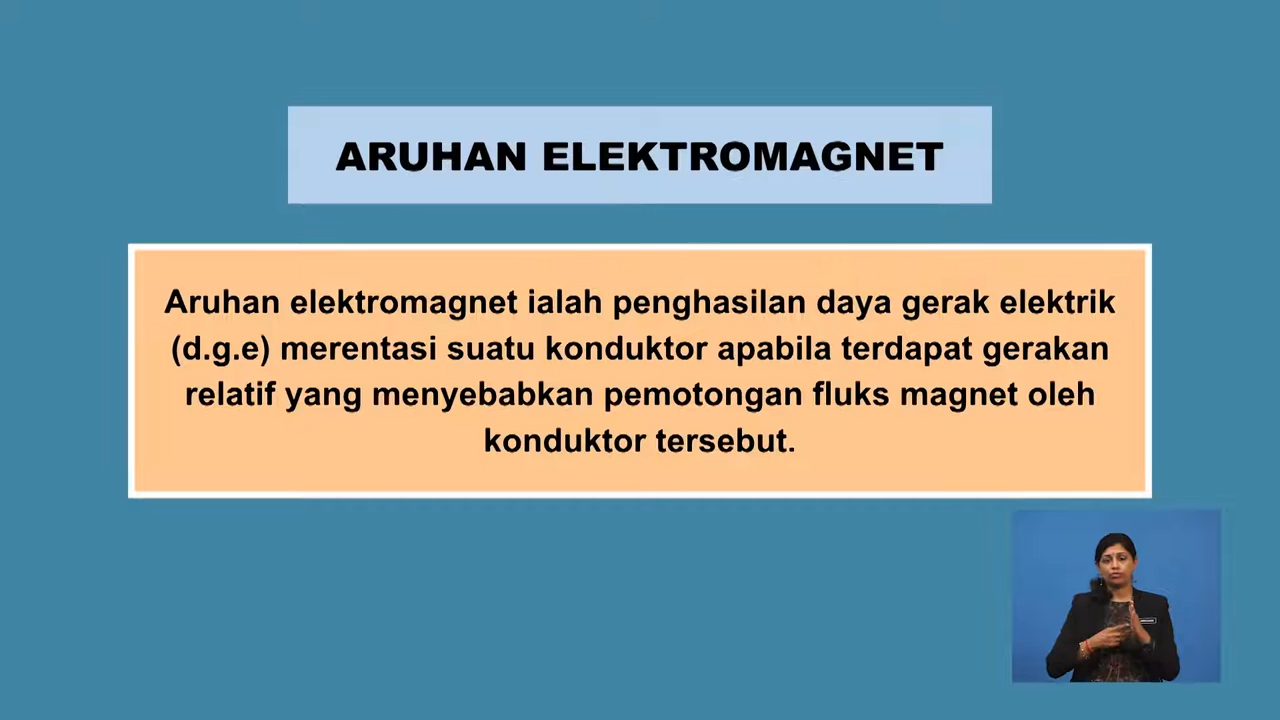 ARUHAN ELEKTROMAGNET
Aruhan elektromagnet ialah penghasilan daya gerak elektrik
(d.g.e) merentasi suatu konduktor apabila terdapat gerakan
relatif yang menyebabkan pemotongan fluks magnet oleh
konduktor tersebut.